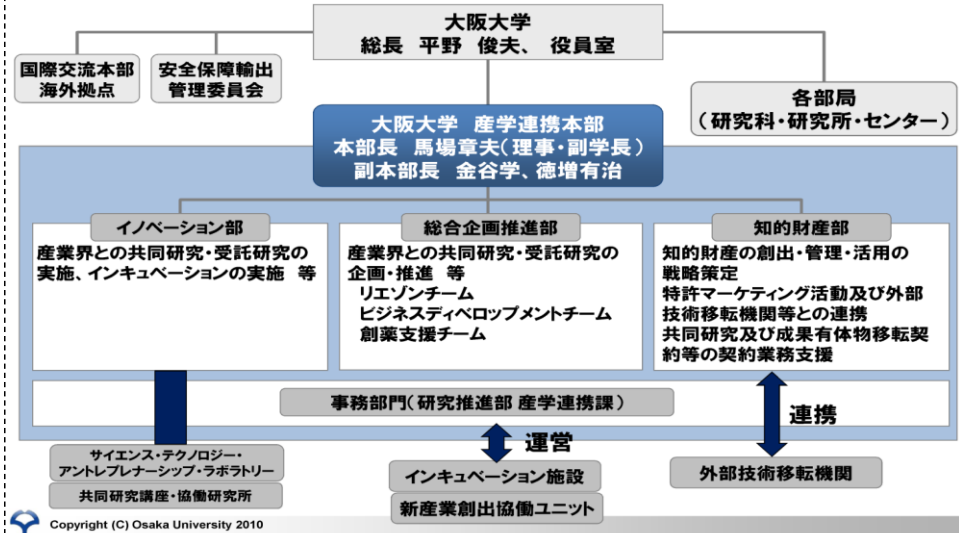 大阪大学
総長 平野 俊夫、 役員室
国際交流本部
海外拠点
安全保障輸出
管理委員会
各部局
(研究科・研究所・センター)
大阪大学 産学連携本部
本部長 馬場章夫(理事・副学長)
副本部長 金谷学、徳増有治
イノベーション部
産業界との共同研究・受託研究の
実施、インキュベーションの実施 等
総合企画推進部
産業界との共同研究・受託研究の
企画・推進 等
リエゾンチーム
ビジネスディベロップメントチーム
創薬支援チーム
知的財産部
知的財産の創出・管理・活用の
戦略策定
特許マーケティング活動及び外部
技術移転機関等との連携
共同研究及び成果有体物移転契
約等の契約業務支援
事務部門(研究推進部 産学連携課)
連携
運営
サイエンス・テクノロジー・
アントレプレナーシップ・ラボラトリー
共同研究講座・協働研究所
インキュベーション施設
新産業創出協働ユニット
外部技術移転機関
Copyright (C) Osaka University 2010